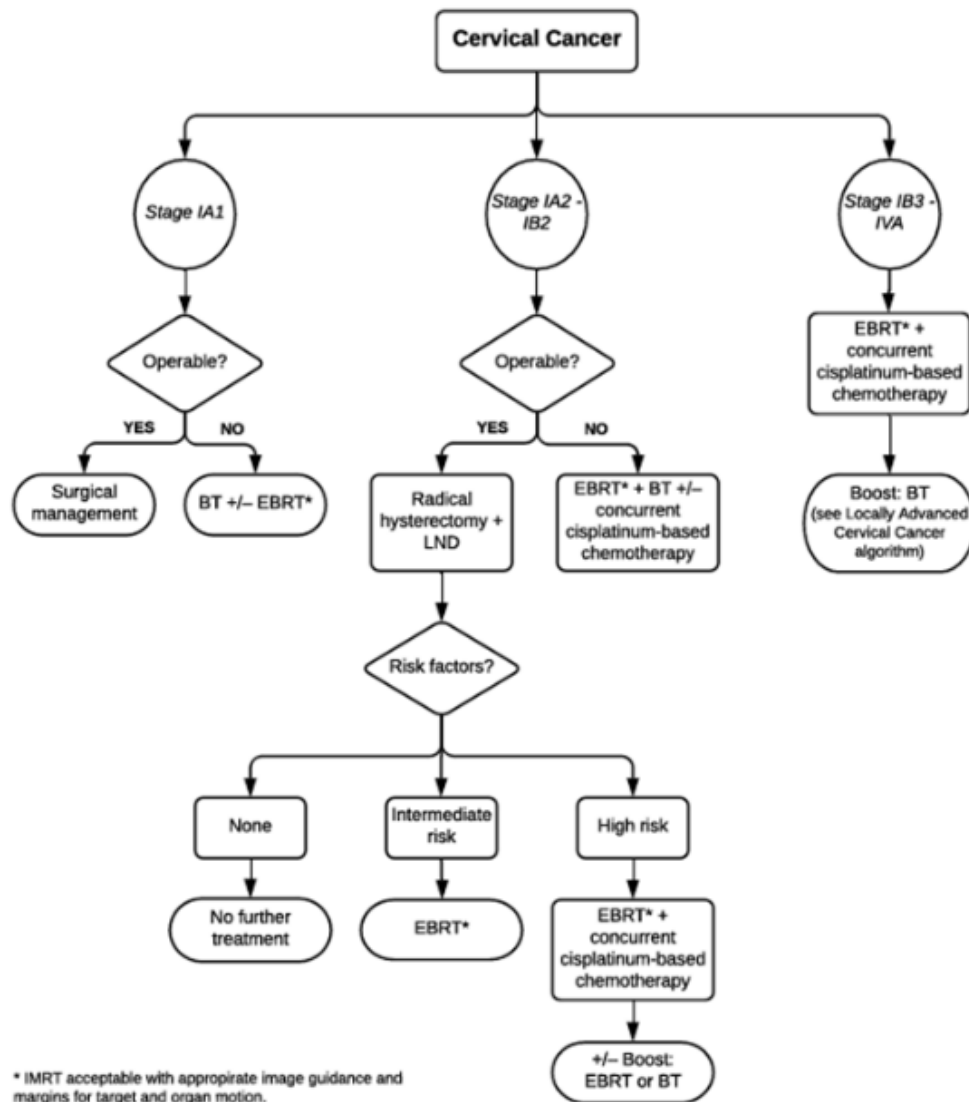 Cervical Cancer
Stage IA1
Stage IA2 -
IB2
Stage IB3 -
IVA
Operable?
Operable?
EBRT* +
concurrent
cisplatinum-based
chemotherapy
YES
NO
YES
NO
Surgical
management
BT +/– EBRT*
Radical
hysterectomy +
LND
EBRT* + BT +/–
concurrent
cisplatinum-based
chemotherapy
Boost: BT
(see Locally Advanced
Cervical Cancer
algorithm)
Risk factors?
None
Intermediate
risk
High risk
No further
treatment
EBRT*
EBRT* +
concurrent
cisplatinum-based
chemotherapy
+/– Boost:
EBRT or BT
* IMRT acceptable with appropirate image guidance and
margins for target and organ motion.